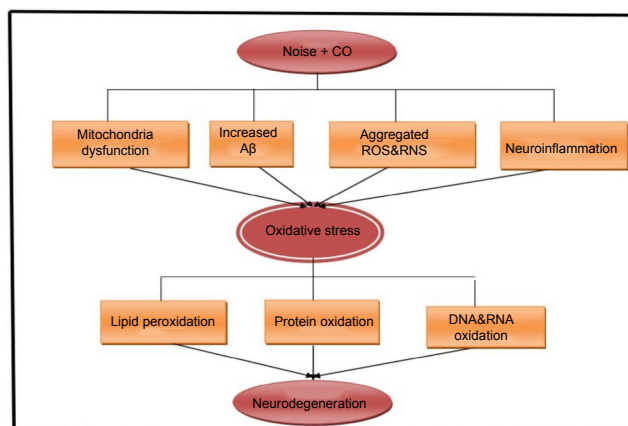 Noise + CO
Mitochondria
dysfunction
Increased
Aβ
Aggregated
ROS&RNS
Neuroinflammation
Oxidative stress
Lipid peroxidation
Protein oxidation
DNA&RNA
oxidation
Neurodegeneration